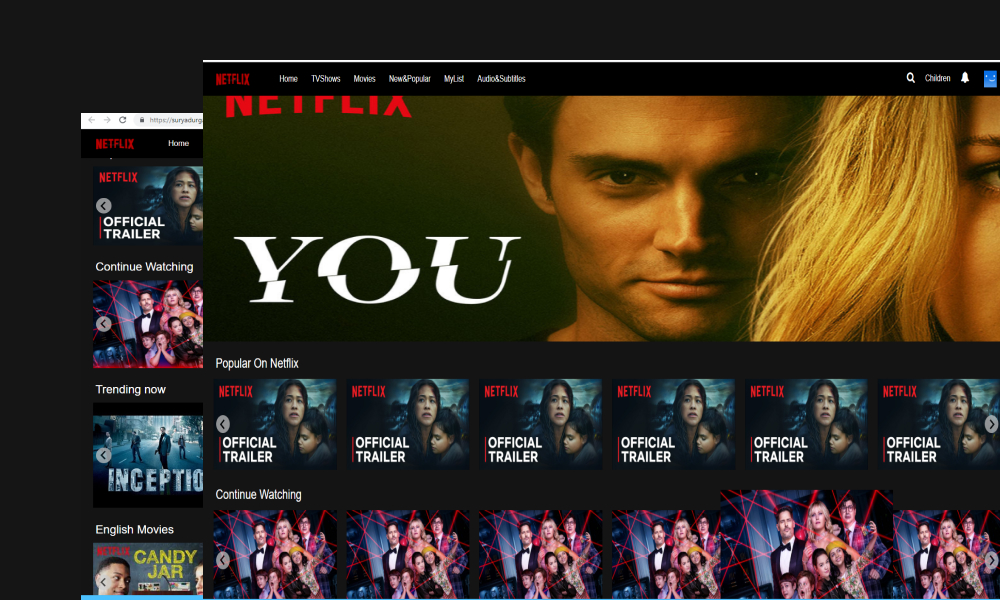 NETFLIX Home TVShows Movies New&Popular MyList Audio&Subtitles Children
NETFLIX
YOU
Popular On Netflix
NETFLIX NETFLIX NETFLIX NETFLIX NETFLIX NETFLIX
OFFICIAL OFFICIAL OFFICIAL OFFICIAL OFFICIAL OFFICIAL
TRAILER TRAILER TRAILER TRAILER TRAILER TRAILER
Continue Watching
https://suryadurg
NETFLIX Home
NETFLIX
OFFICIAL
TRAILER
Continue Watching
Trending now
INCEPTIO
English Movies
NETFLIX
CANDY
JAR